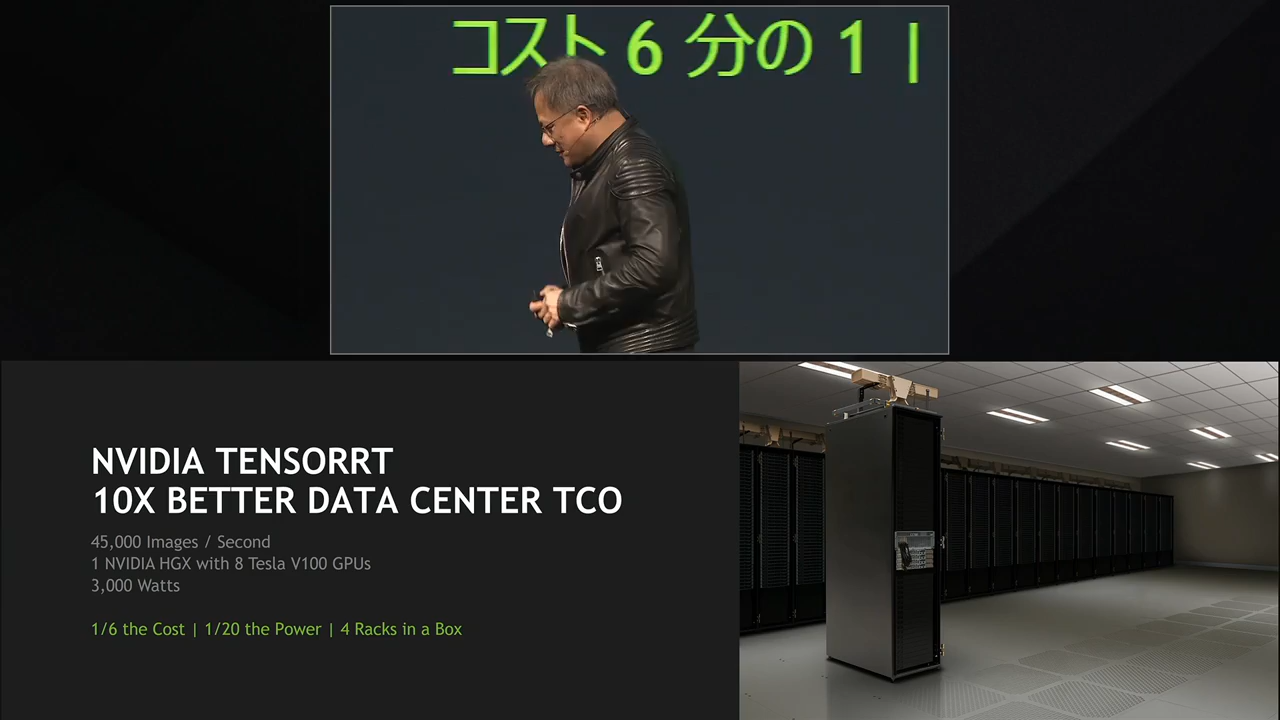 コスト 6 分の 1 |
NVIDIA TENSORRT
10X BETTER DATA CENTER TCO
45,000 Images / Second
1 NVIDIA HGX with 8 Tesla V100 GPUs
3,000 Watts
1/6 the Cost | 1/20 the Power | 4 Racks in a Box